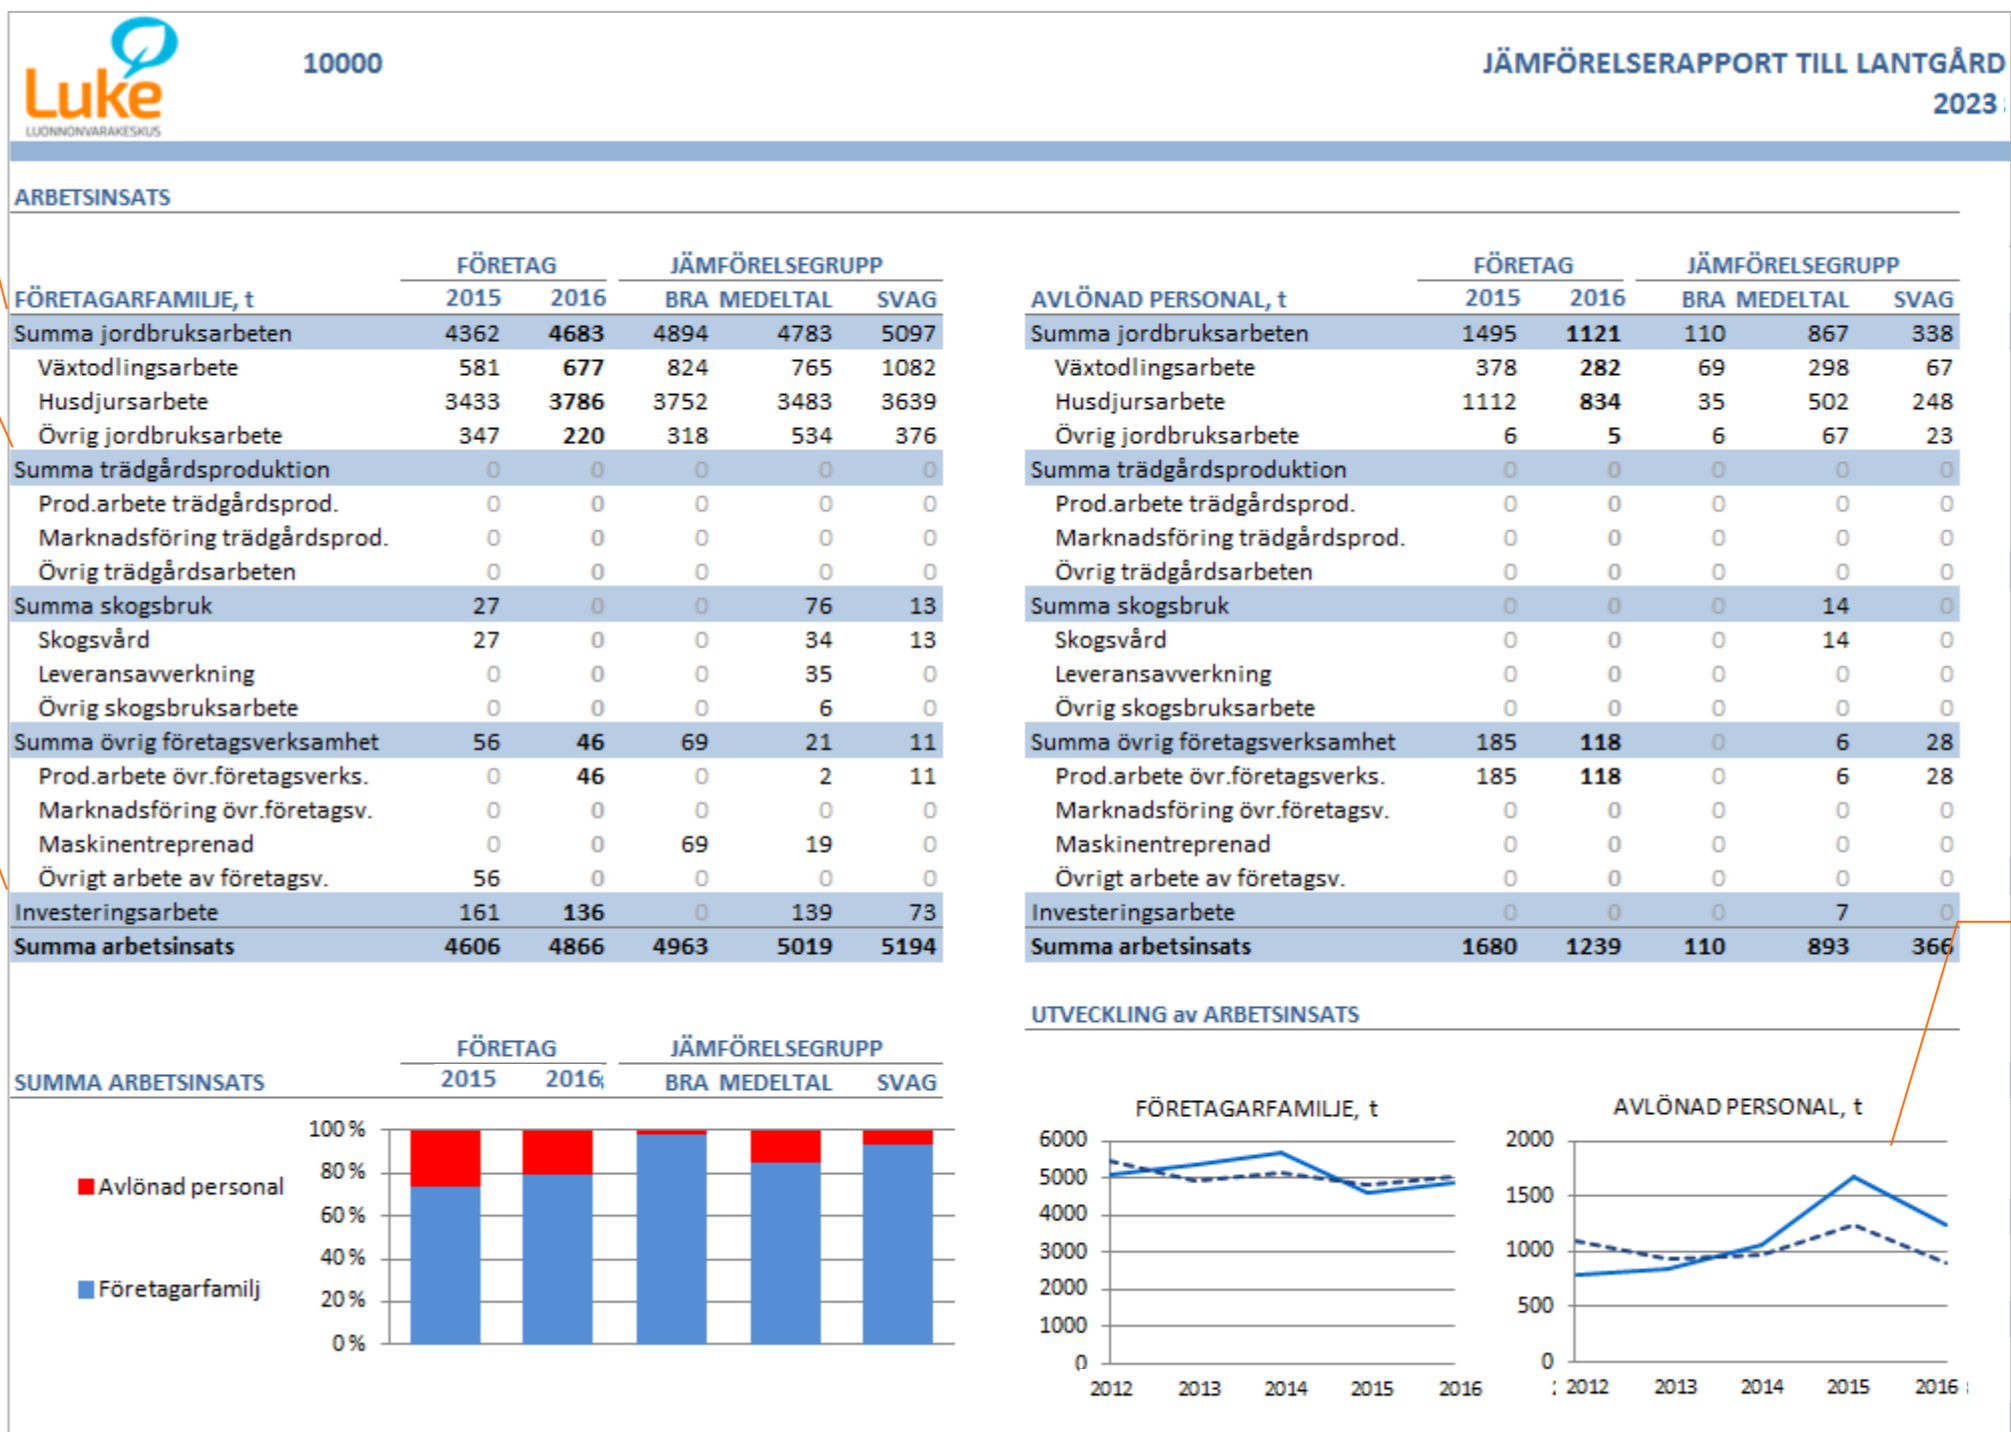 Luke
LUONNONVARAKESKUS
10000
JÄMFÖRELSERAPPORT TILL LANTGÅRD
2023
ARBETSINSATS
FÖRETAG JÄMFÖRELSEGRUPP
FÖRETAGARFAMILJE, t 2015 2016 BRA MEDELTAL SVAG
Summa jordbruksarbeten 4362 4683 4894 4783 5097
Växtodlingsarbete 581 677 824 765 1082
Husdjursarbete 3433 3786 3752 3483 3639
Övrig jordbruksarbete 347 220 318 534 376
Summa trädgårdsproduktion 0 0 0 0 0
Prod.arbete trädgårdsprod. 0 0 0 0 0
Marknadsföring trädgårdsprod. 0 0 0 0 0
Övrig trädgårdsarbeten 0 0 0 0 0
Summa skogsbruk 27 0 0 76 13
Skogsvård 27 0 0 34 13
Leveransavverkning 0 0 0 35 0
Övrig skogsbruksarbete 0 0 0 6 0
Summa övrig företagsverksamhet 56 46 69 21 11
Prod.arbete övr.företagsverks. 0 46 0 2 11
Marknadsföring övr.företagsv. 0 0 0 0 0
Maskinentreprenad 0 0 69 19 0
Övrigt arbete av företagsv. 56 0 0 0 0
Investeringsarbete 161 136 0 139 73
Summa arbetsinsats 4606 4866 4963 5019 5194
FÖRETAG JÄMFÖRELSEGRUPP
AVLÖNAD PERSONAL, t 2015 2016 BRA MEDELTAL SVAG
Summa jordbruksarbeten 1495 1121 110 867 338
Växtodlingsarbete 378 282 69 298 67
Husdjursarbete 1112 834 35 502 248
Övrig jordbruksarbete 6 5 6 67 23
Summa trädgårdsproduktion 0 0 0 0 0
Prod.arbete trädgårdsprod. 0 0 0 0 0
Marknadsföring trädgårdsprod. 0 0 0 0 0
Övrig trädgårdsarbeten 0 0 0 0 0
Summa skogsbruk 0 0 0 14 0
Skogsvård 0 0 0 14 0
Leveransavverkning 0 0 0 0 0
Övrig skogsbruksarbete 0 0 0 0 0
Summa övrig företagsverksamhet 185 118 0 6 28
Prod.arbete övr.företagsverks. 185 118 0 6 28
Marknadsföring övr.företagsv. 0 0 0 0 0
Maskinentreprenad 0 0 0 0 0
Övrigt arbete av företagsv. 0 0 0 0 0
Investeringsarbete 0 0 0 7 0
Summa arbetsinsats 1680 1239 110 893 366
FÖRETAG JÄMFÖRELSEGRUPP
SUMMA ARBETSINSATS 2015 2016 BRA MEDELTAL SVAG
100 %
80 %
60 %
40 %
20 %
0 %
Avlönad personal
Företagarfamilj
UTVECKLING av ARBETSINSATS
FÖRETAGARFAMILJE, t
6000
5000
4000
3000
2000
1000
0
2012 2013 2014 2015 2016
AVLÖNAD PERSONAL, t
2000
1500
1000
500
0
2012 2013 2014 2015 2016